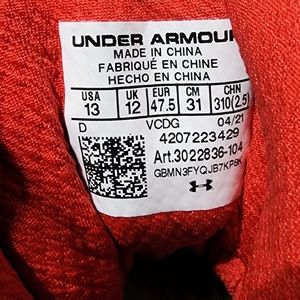 UNDER ARMOUR
MADE IN CHINA
FABRIQUÉ EN CHINE
HECHO EN CHINA
USA UK EUR CM CHN
13 12 47.5 31 310(2.5)
D VCDG 04/21
4207223429
Art.3022836-104
GBMN3FYQJB7KPBK